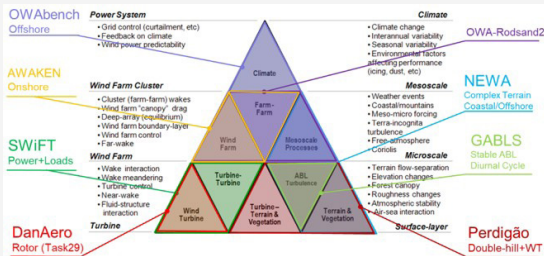 OWAbench
Offshore
Power System
• Grid control (curtailment, etc)
• Feedback on climate
• Wind power predictability
Climate
• Climate change
• Interannual variability
• Seasonal variability
• Environmental factors
affecting performance
(icing, dust, etc)
OWA-Rodsand2
AWAKEN
Onshore
Wind Farm Cluster
• Cluster (farm-farm) wakes
• Wind farm "canopy" drag
• Deep-array (equilibrium)
• Wind farm boundary-layer
• Wind farm control
• Far-wake
Climate
Farm-
Farm
Wind
Farm
Mesoscale
Processes
Mesoscale
• Weather events
• Coastal/mountains
• Meso-micro forcing
• Terra-incognita
turbulence
• Free-atmosphere
• Coriolis
NEWA
Complex Terrain
Coastal/Offshore
SWiFT
Power+Loads
Wind Farm
• Wake interaction
• Wake meandering
• Turbine control
• Near-wake
• Fluid-structure
interaction
Turbine-
Turbine
ABL
Turbulence
Wind
Turbine
Turbine–
Terrain &
Vegetation
Terrain &
Vegetation
Microscale
• Terrain flow-separation
• Elevation changes
• Forest canopy
• Roughness changes
• Atmospheric stability
• Air-sea interaction
GABLS
Stable ABL
Diurnal Cycle
DanAero
Rotor (Task29)
Turbine
Surface-layer
Perdigão
Double-hill+WT